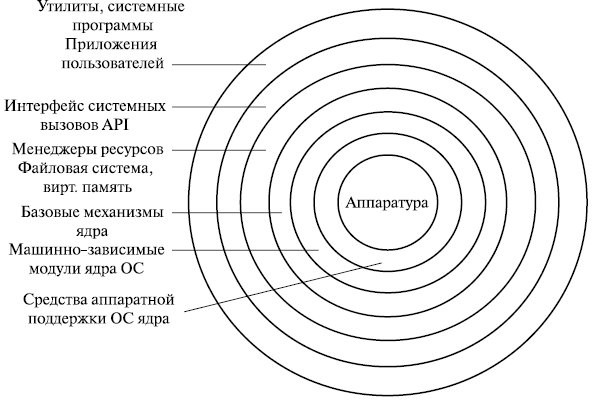 Утилиты, системные
программы
Приложения
пользователей
Интерфейс системных
вызовов API
Менеджеры ресурсов
Файловая система,
вирт. память
Аппаратура
Базовые механизмы
ядра
Машинно-зависимые
модули ядра ОС
Средства аппаратной
поддержки ОС ядра